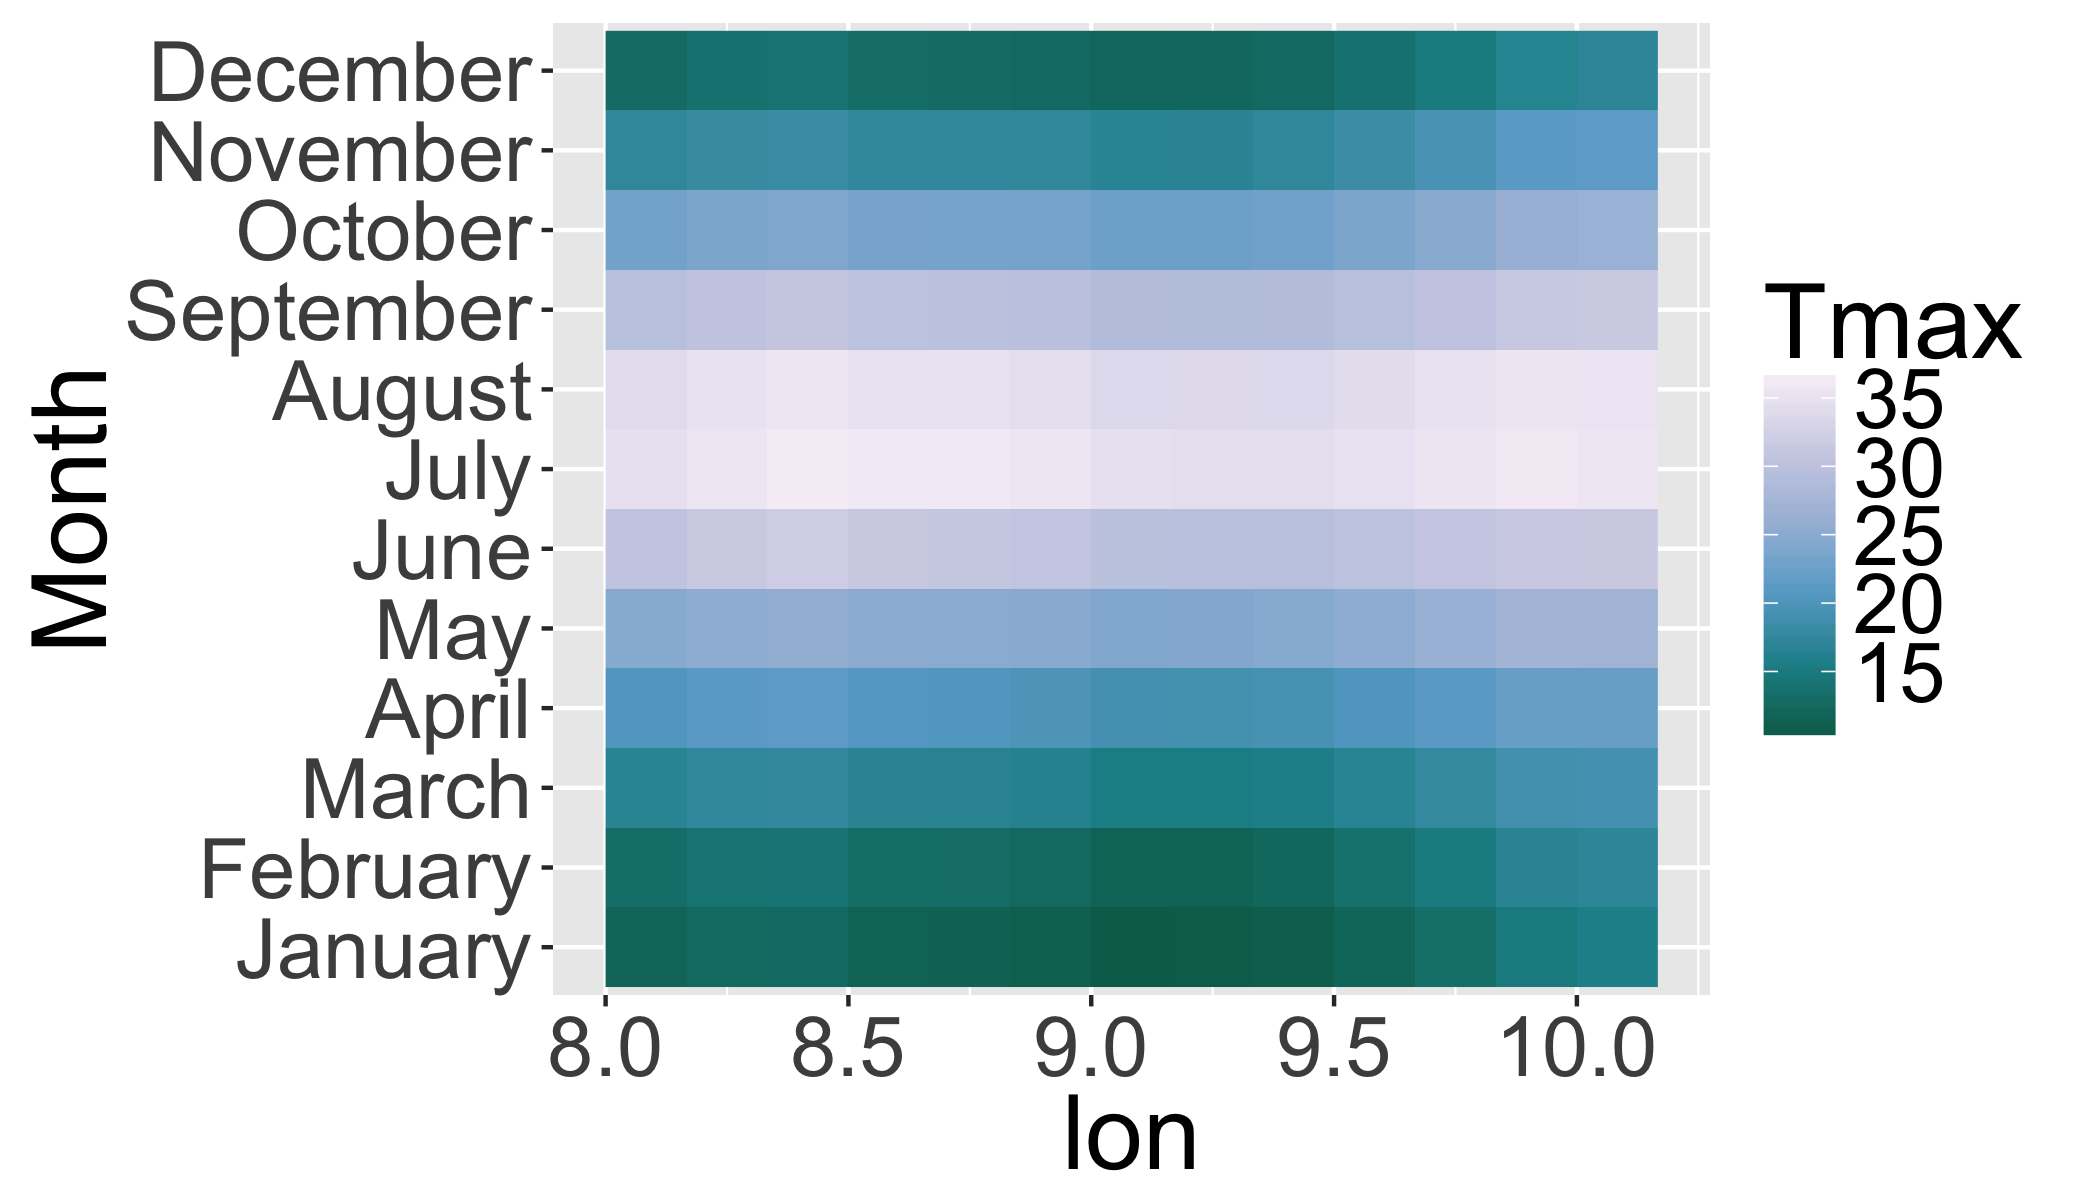 December
November
October
September
August
July
June
May
April
March
February
January
Month
8.0 8.5 9.0 9.5 10.0
lon
Tmax
35
30
25
20
15